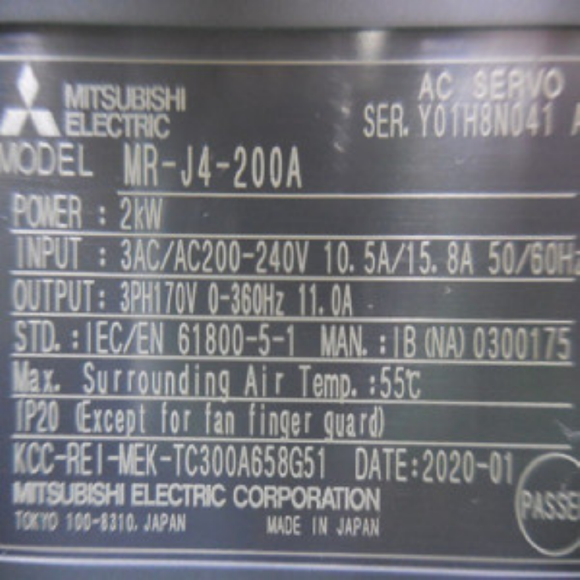 MITSUBISHI ELECTRIC
AC SERVO
SER. Y01H8N041 A
MODEL MR-J4-200A
POWER : 2kW
INPUT : 3AC/AC200-240V 10.5A/15.8A 50/60Hz
OUTPUT: 3PH170V 0-360Hz 11.0A
STD. : IEC/EN 61800-5-1 MAN. : IB (NA) 0300175
Max. Surrounding Air Temp. :55℃
IP20 (Except for fan finger guard)
KCC-REI-MEK-TC300A658G51 DATE:2020-01
MITSUBISHI ELECTRIC CORPORATION
TOKYO 100-8310, JAPAN MADE IN JAPAN
PASSE